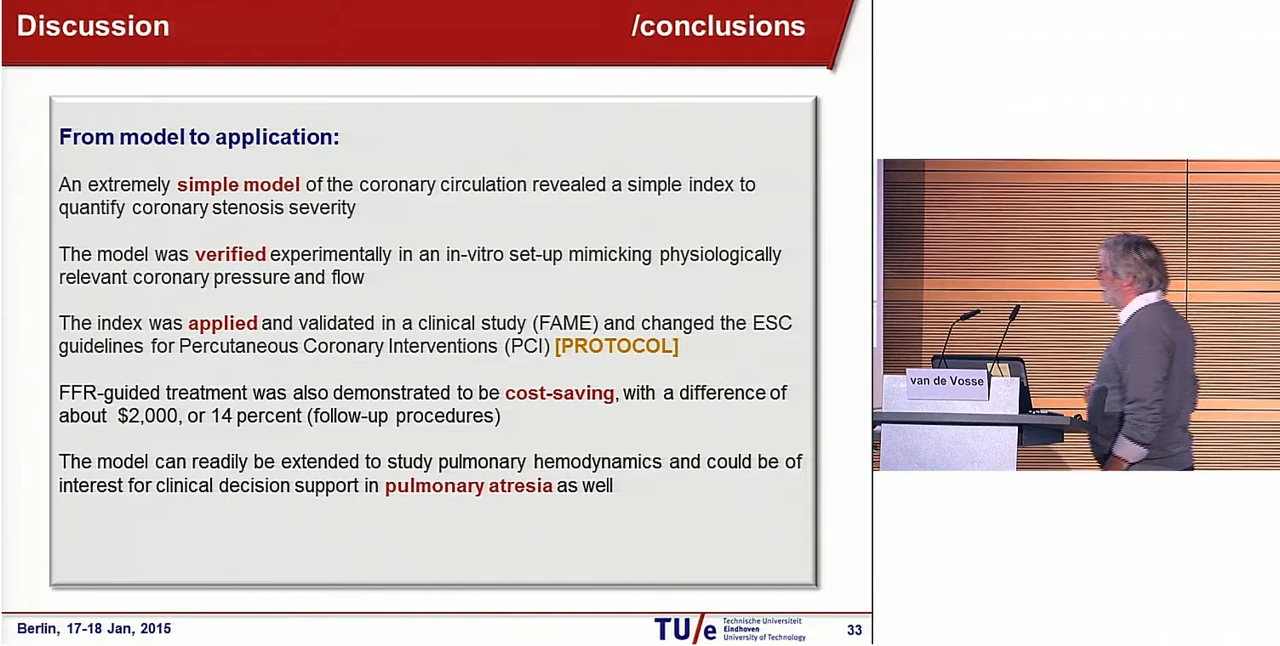 Discussion /conclusions
From model to application:
An extremely simple model of the coronary circulation revealed a simple index to
quantify coronary stenosis severity
The model was verified experimentally in an in-vitro set-up mimicking physiologically
relevant coronary pressure and flow
The index was applied and validated in a clinical study (FAME) and changed the ESC
guidelines for Percutaneous Coronary Interventions (PCI) [PROTOCOL]
FFR-guided treatment was also demonstrated to be cost-saving, with a difference of
about $2,000, or 14 percent (follow-up procedures)
The model can readily be extended to study pulmonary hemodynamics and could be of
interest for clinical decision support in pulmonary atresia as well
van de Vosse
Berlin, 17-18 Jan, 2015
TU/e
Technische Universiteit
Eindhoven
University of Technology
33